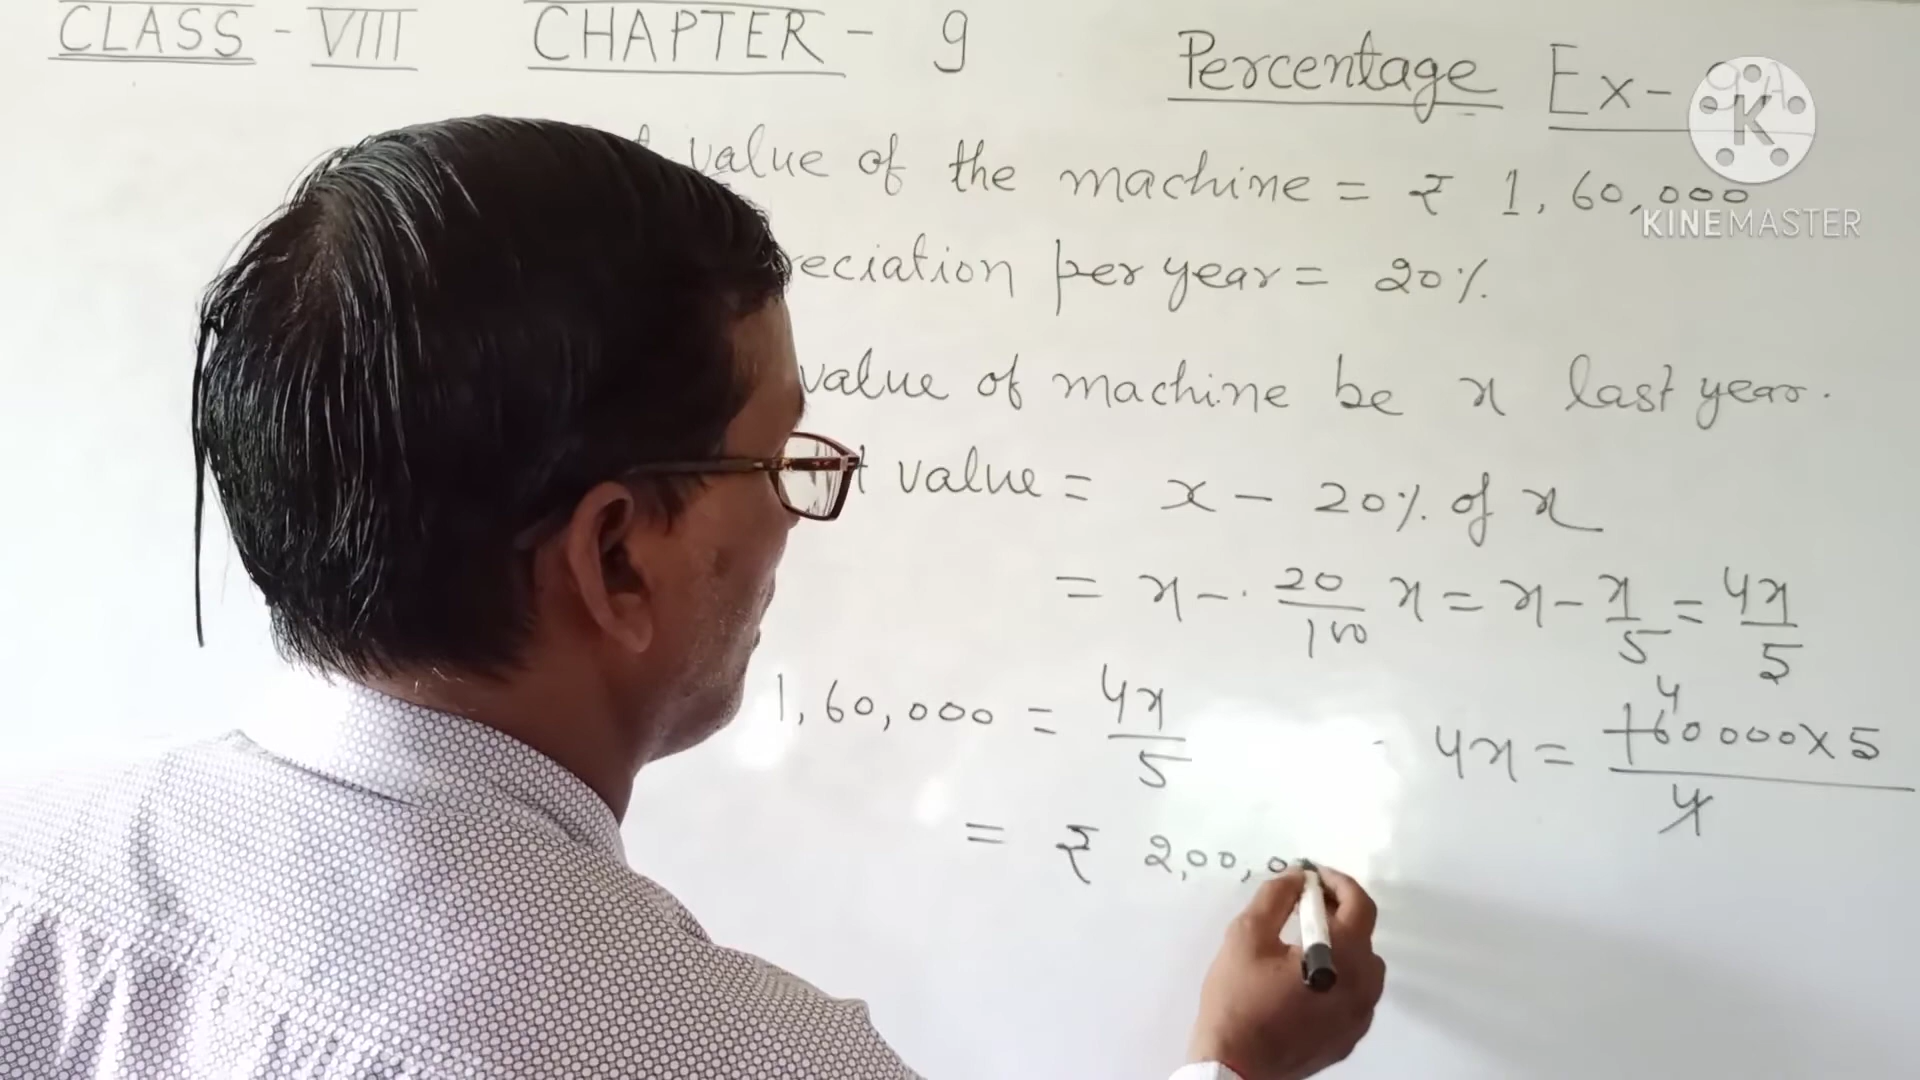 CLASS - VIII CHAPTER - 9 Percentage Ex-
K
KINEMASTER
value of the machine = ₹ 1,60,000
reciation per year = 20%.
value of machine be x last year.
t value = x - 20% of x
= x - 20/100 x = x - x/5 = 4x/5
1,60,000 = 4x/5 4x = 160000 x 5 / 4
4
= ₹ 2,00,0